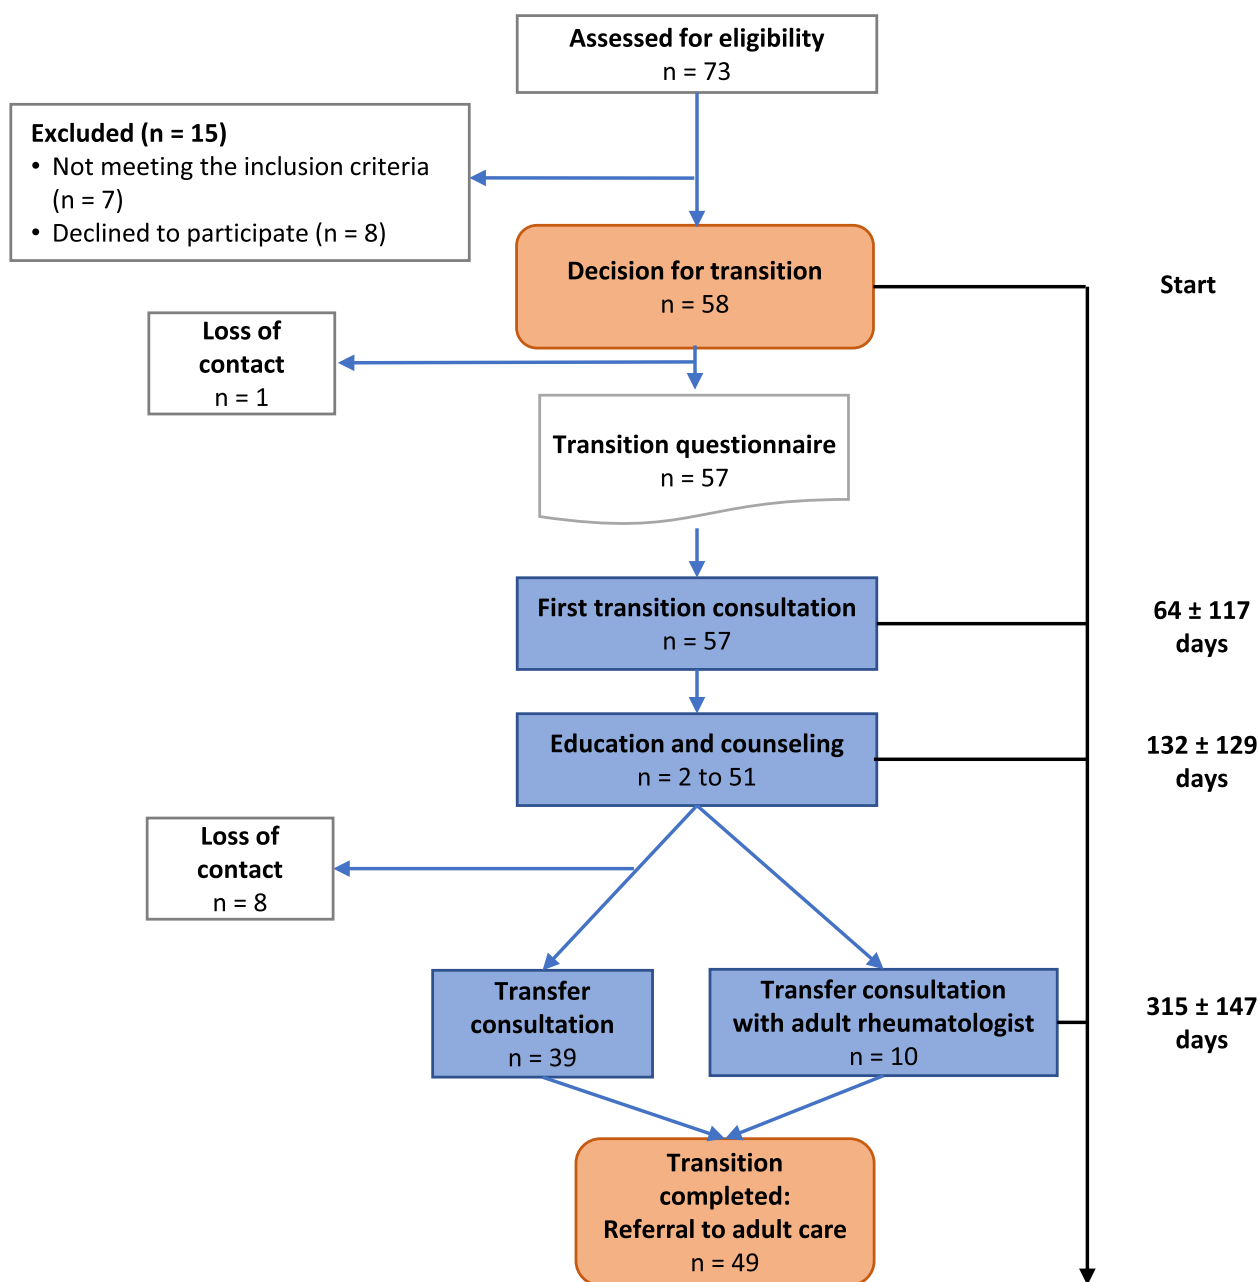 Assessed for eligibility
n = 73
Excluded (n = 15)
• Not meeting the inclusion criteria
(n = 7)
• Declined to participate (n = 8)
Decision for transition
n = 58
Start
Loss of
contact
n = 1
Transition questionnaire
n = 57
First transition consultation
n = 57
64 ± 117
days
Education and counseling
n = 2 to 51
132 ± 129
days
Loss of
contact
n = 8
Transfer
consultation
n = 39
Transfer consultation
with adult rheumatologist
n = 10
315 ± 147
days
Transition
completed:
Referral to adult care
n = 49